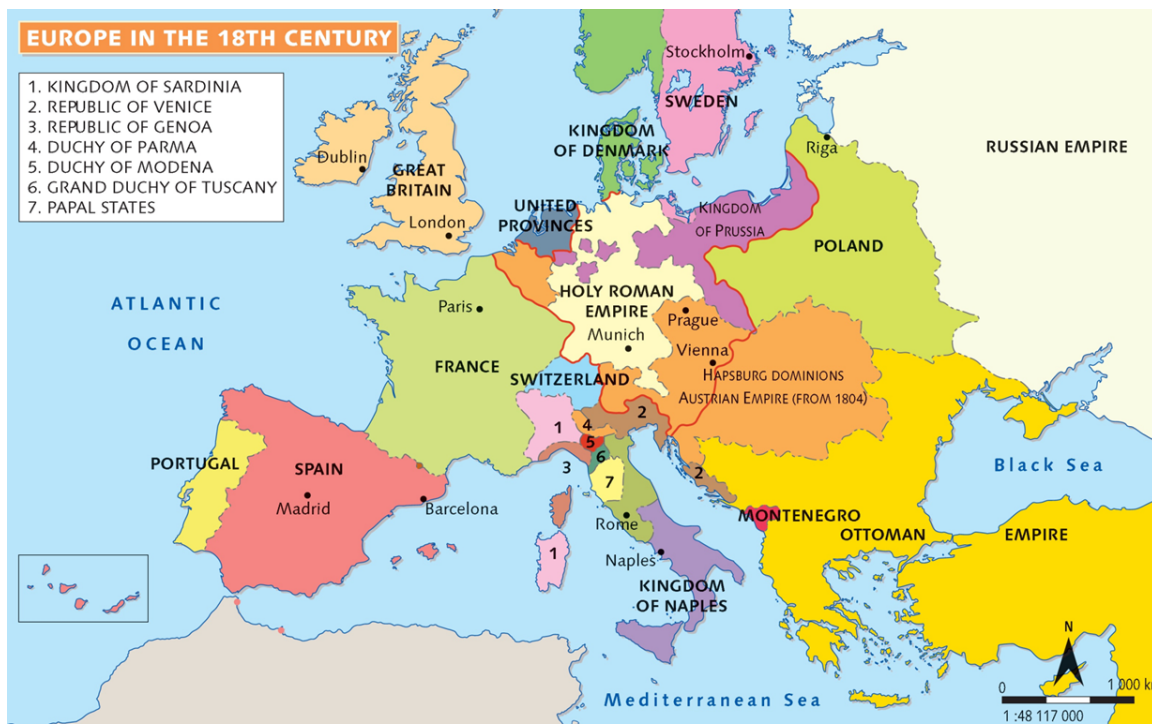 EUROPE IN THE 18TH CENTURY
1. KINGDOM OF SARDINIA
2. REPUBLIC OF VENICE
3. REPUBLIC OF GENOA
4. DUCHY OF PARMA
5. DUCHY OF MODENA
6. GRAND DUCHY OF TUSCANY
7. PAPAL STATES
Stockholm
SWEDEN
KINGDOM
OF DENMARK
Riga
RUSSIAN EMPIRE
Dublin
GREAT
BRITAIN
London
UNITED
PROVINCES
KINGDOM
OF PRUSSIA
POLAND
ATLANTIC
OCEAN
Paris
HOLY ROMAN
EMPIRE
Prague
Munich
Vienna
FRANCE
SWITZERLAND
HAPSBURG DOMINIONS
AUSTRIAN EMPIRE (FROM 1804)
1
2
4
5
6
3
7
2
PORTUGAL
SPAIN
Madrid
Barcelona
Black Sea
MONTENEGRO
Rome
OTTOMAN
EMPIRE
1
Naples
KINGDOM
OF NAPLES
Mediterranean Sea
N
0
1 000 km
1 :48 117 000